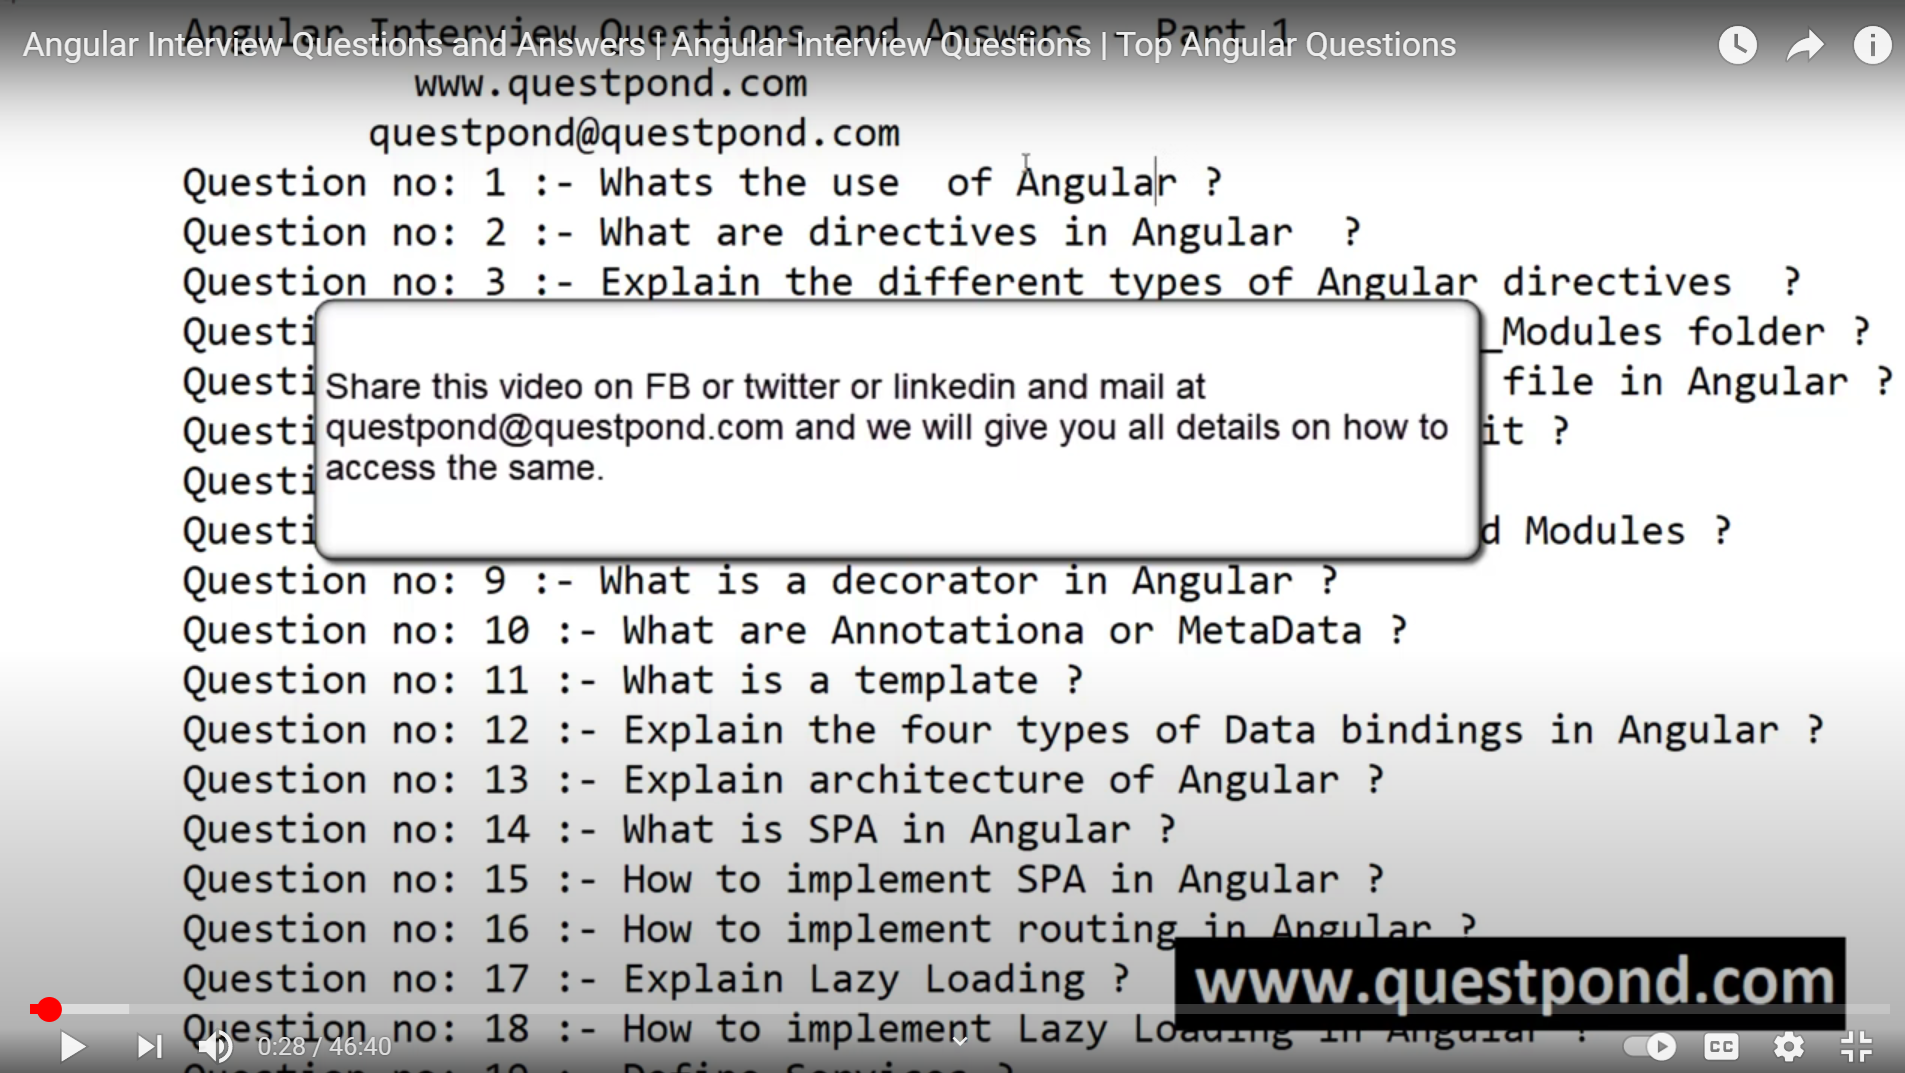 Angular Interview Questions and Answers - Part 1
Angular Interview Questions and Answers | Angular Interview Questions | Top Angular Questions
www.questpond.com
questpond@questpond.com
Question no: 1 :- Whats the use  of Angular ?
Question no: 2 :- What are directives in Angular  ?
Question no: 3 :- Explain the different types of Angular directives  ?
Questi _Modules folder ?
Questi file in Angular ?
Questi it ?
Questi
Questi d Modules ?
Share this video on FB or twitter or linkedin and mail at
questpond@questpond.com and we will give you all details on how to
access the same.
Question no: 9 :- What is a decorator in Angular ?
Question no: 10 :- What are Annotationa or MetaData ?
Question no: 11 :- What is a template ?
Question no: 12 :- Explain the four types of Data bindings in Angular ?
Question no: 13 :- Explain architecture of Angular ?
Question no: 14 :- What is SPA in Angular ?
Question no: 15 :- How to implement SPA in Angular ?
Question no: 16 :- How to implement routing in Angular ?
Question no: 17 :- Explain Lazy Loading ?
www.questpond.com
Question no: 18 :- How to implement Lazy Loading in Angular ?
0:28 / 46:40
CC
Question no: 19 :- Define Services ?